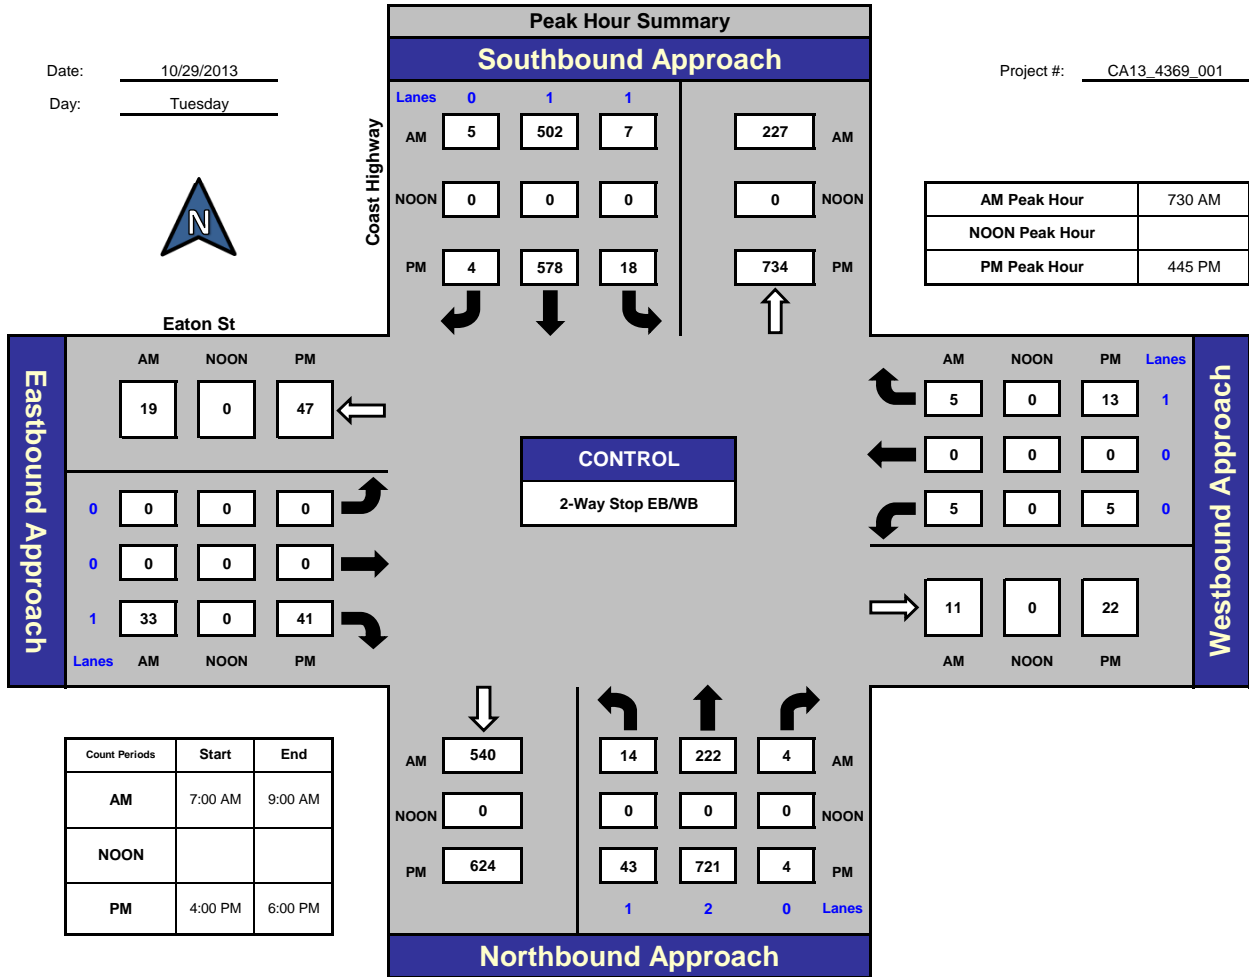 Peak Hour Summary
Southbound Approach
Date: 10/29/2013
Day: Tuesday
Project #: CA13_4369_001
N
Coast Highway
Lanes 0 1 1
AM 5 502 7 227 AM
NOON 0 0 0 0 NOON
PM 4 578 18 734 PM
AM Peak Hour 730 AM
NOON Peak Hour
PM Peak Hour 445 PM
Eaton St
Eastbound Approach
AM NOON PM
19 0 47
0 0 0 0
0 0 0 0
1 33 0 41
Lanes AM NOON PM
CONTROL
2-Way Stop EB/WB
AM NOON PM Lanes
5 0 13 1
0 0 0 0
5 0 5 0
11 0 22
AM NOON PM
Westbound Approach
Count Periods Start End
AM 7:00 AM 9:00 AM
NOON
PM 4:00 PM 6:00 PM
AM 540 14 222 4 AM
NOON 0 0 0 0 NOON
PM 624 43 721 4 PM
1 2 0 Lanes
Northbound Approach